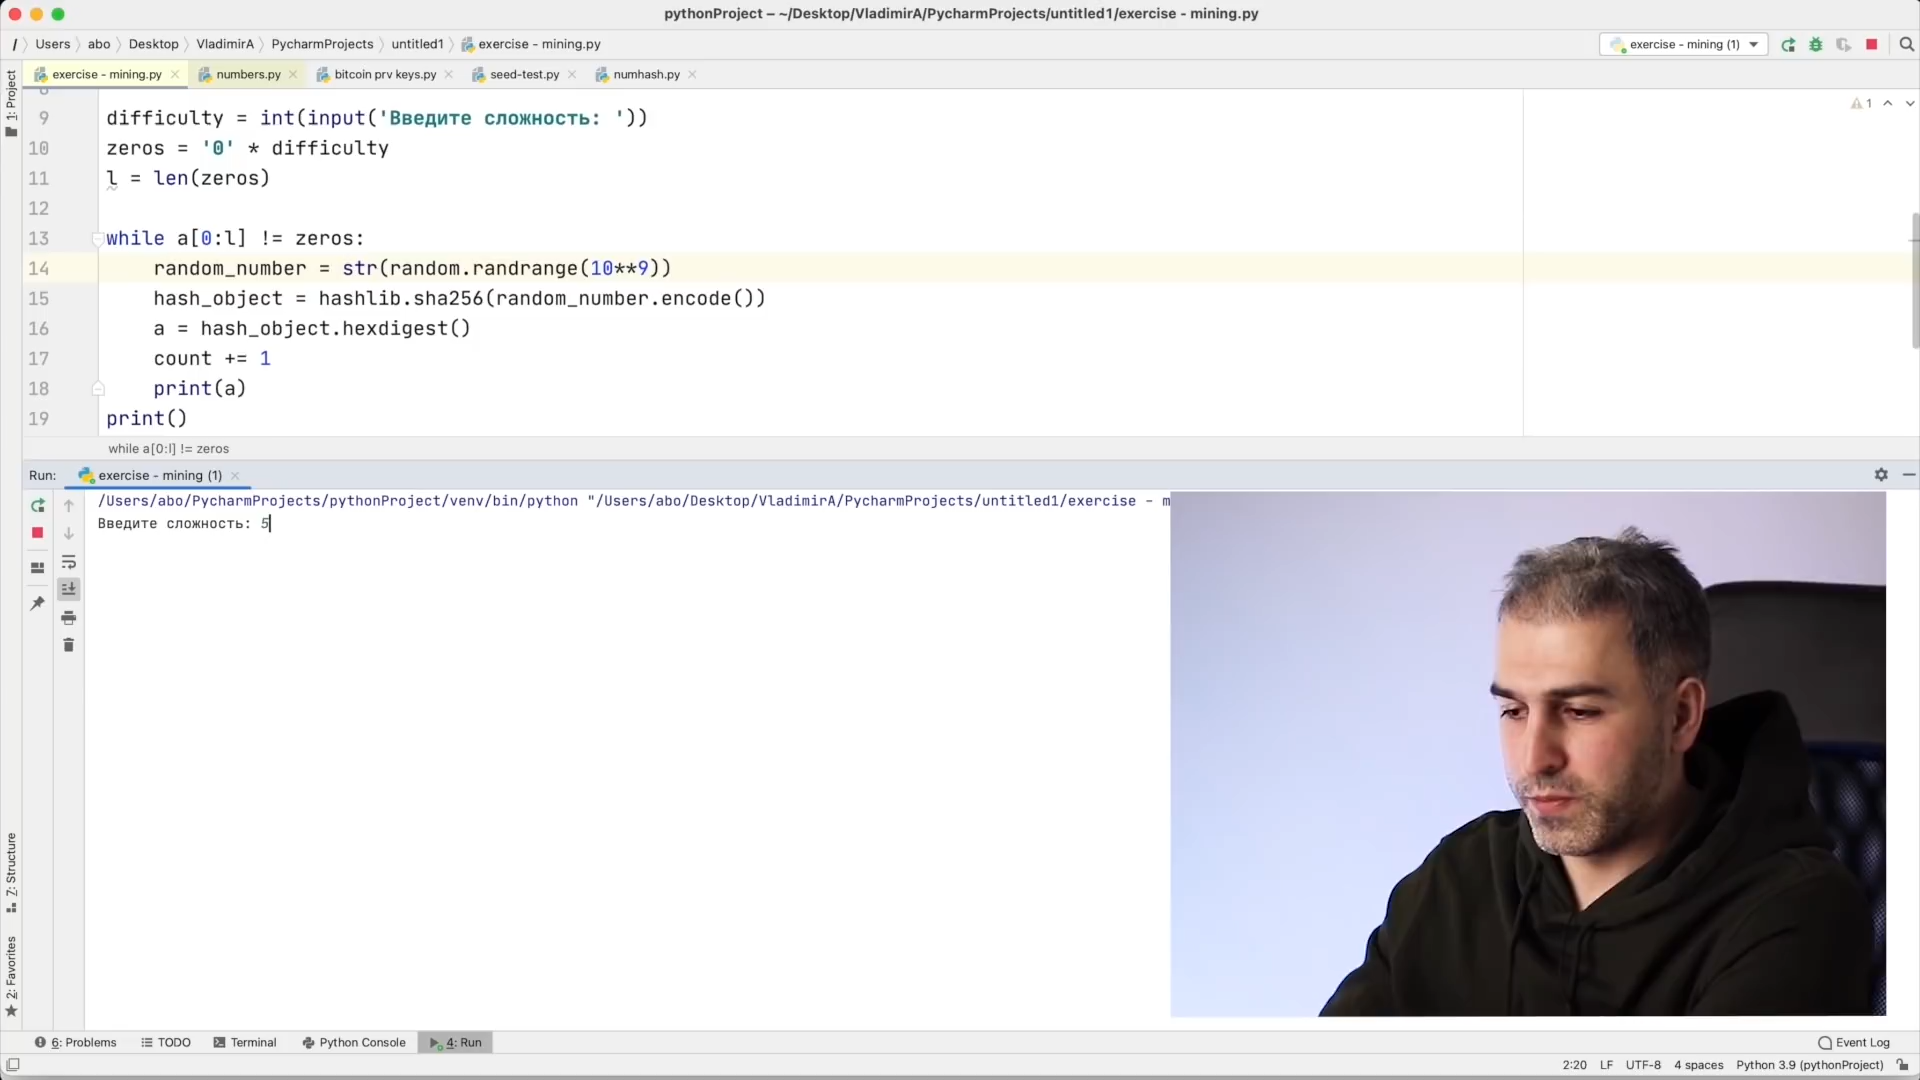 pythonProject – ~/Desktop/VladimirA/PycharmProjects/untitled1/exercise - mining.py
/ Users abo Desktop VladimirA PycharmProjects untitled1 exercise - mining.py
exercise - mining (1)
exercise - mining.py numbers.py bitcoin prv keys.py seed-test.py numhash.py
1: Project
1
8
9 difficulty = int(input('Введите сложность: '))
10 zeros = '0' * difficulty
11 l = len(zeros)
12
13 while a[0:l] != zeros:
14 random_number = str(random.randrange(10**9))
15 hash_object = hashlib.sha256(random_number.encode())
16 a = hash_object.hexdigest()
17 count += 1
18 print(a)
19 print()
while a[0:l] != zeros
Run: exercise - mining (1)
/Users/abo/PycharmProjects/pythonProject/venv/bin/python "/Users/abo/Desktop/VladimirA/PycharmProjects/untitled1/exercise - m
Введите сложность: 5
Z: Structure
2: Favorites
6: Problems TODO Terminal Python Console 4: Run Event Log
2:20 LF UTF-8 4 spaces Python 3.9 (pythonProject)